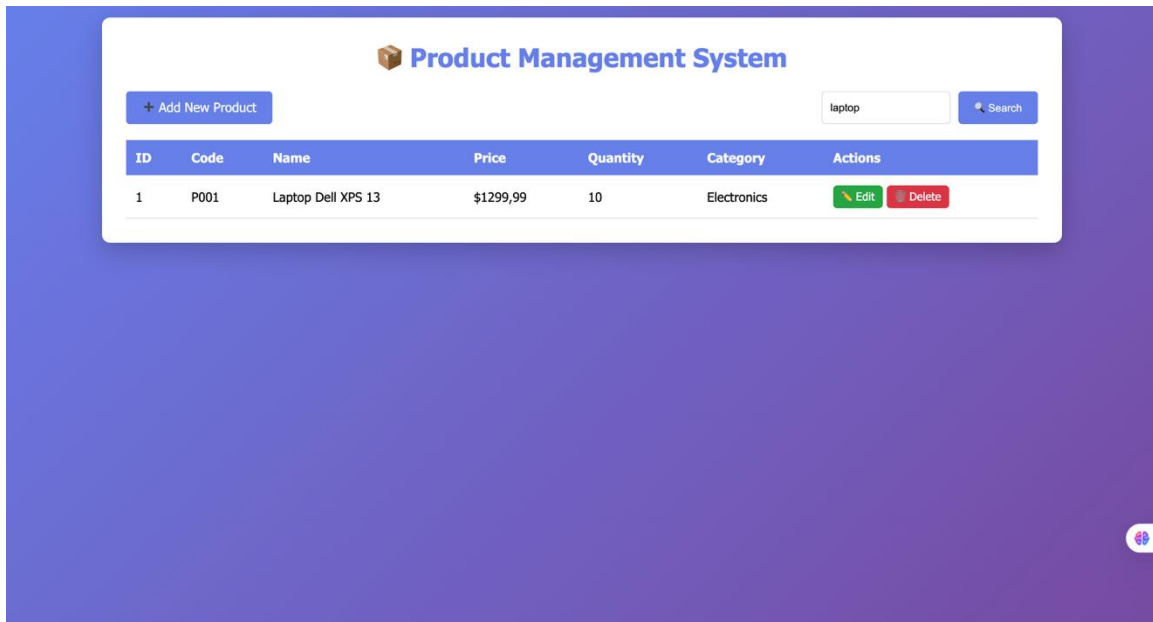 📦 Product Management System
➕ Add New Product
laptop
🔍 Search
ID Code Name Price Quantity Category Actions
1 P001 Laptop Dell XPS 13 $1299,99 10 Electronics ✏️ Edit 🗑️ Delete